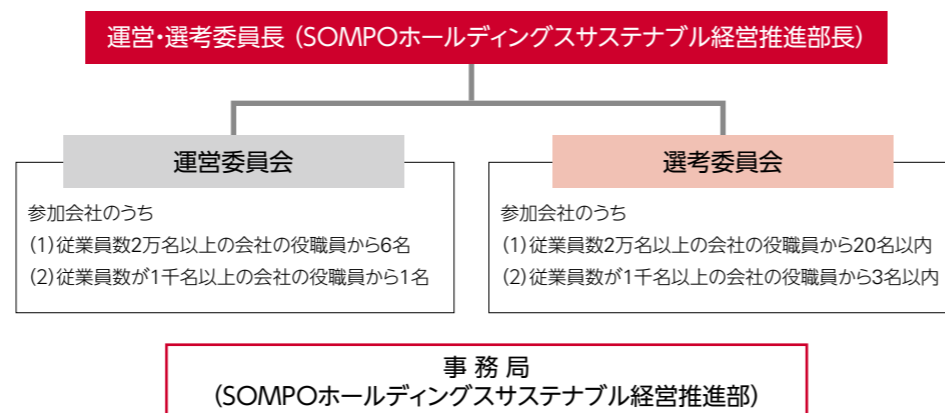 運営・選考委員長（SOMPOホールディングスサステナブル経営推進部長）
運営委員会
参加会社のうち
(1)従業員数2万名以上の会社の役職員から6名
(2)従業員数が1千名以上の会社の役職員から1名
選考委員会
参加会社のうち
(1)従業員数2万名以上の会社の役職員から20名以内
(2)従業員数が1千名以上の会社の役職員から3名以内
事務局
（SOMPOホールディングスサステナブル経営推進部）